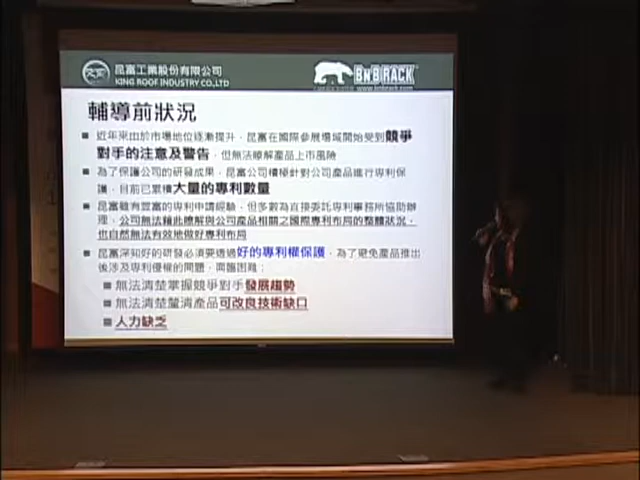 昆富工業股份有限公司
KING ROOF INDUSTRY CO.,LTD
BNB RACK
www.bnbrack.com
輔導前狀況
近年來由於市場地位逐漸提升，昆富在國際參展場域開始受到競爭
對手的注意及警告，但無法瞭解產品上市風險
為了保護公司的研發成果，昆富公司積極針對公司產品進行專利保
護，目前已累積大量的專利數量
昆富雖有豐富的專利申請經驗，但多數為直接委託專利事務所協助辦
理，公司無法藉此瞭解與公司產品相關之國際專利布局的整體狀況，
也自然無法有效地做好專利布局
昆富深知好的研發必須要透過好的專利權保護，為了避免產品推出
後涉及專利侵權的問題，面臨困難：
無法清楚掌握競爭對手發展趨勢
無法清楚釐清產品可改良技術缺口
人力缺乏